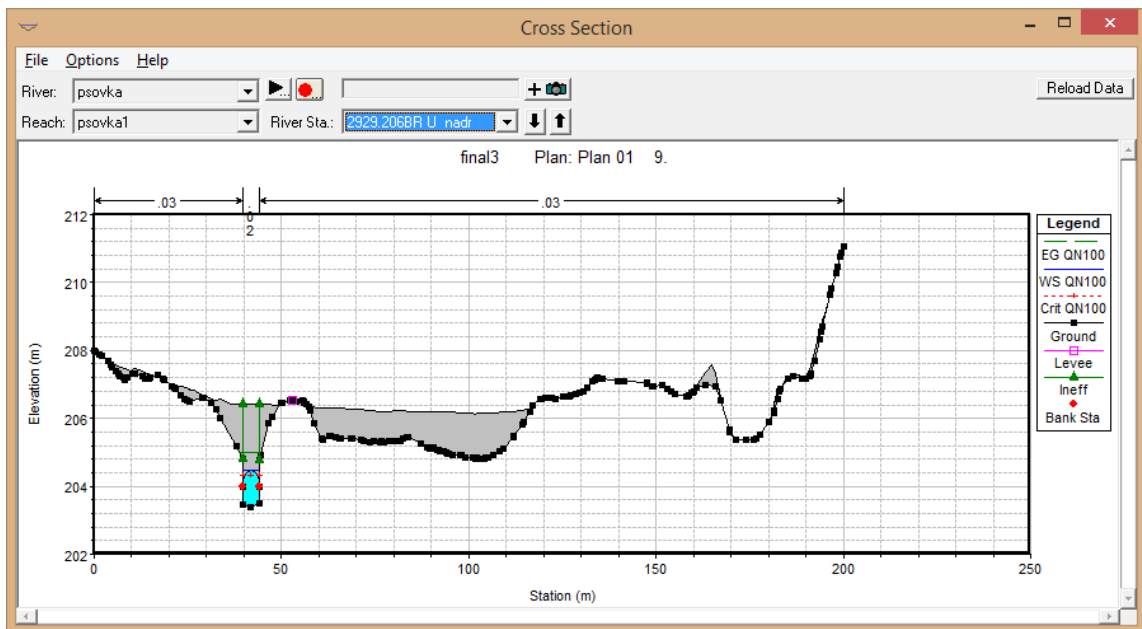 Cross Section
File Options Help
River: psovka
Reload Data
Reach: psovka1 River Sta.: 2929.206BR U nadr
final3 Plan: Plan 01 9.
.03 .02 .03
Elevation (m)
212
210
208
206
204
202
0 50 100 150 200 250
Station (m)
Legend
EG QN100
WS QN100
Crit QN100
Ground
Levee
Ineff
Bank Sta